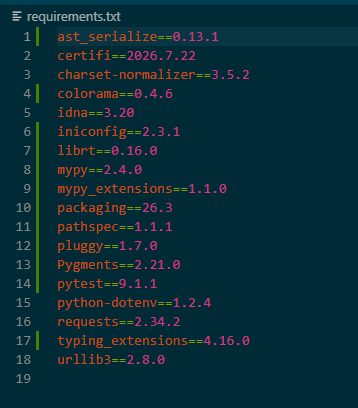 requirements.txt
1 ast_serialize==0.13.1
2 certifi==2026.7.22
3 charset-normalizer==3.5.2
4 colorama==0.4.6
5 idna==3.20
6 iniconfig==2.3.1
7 librt==0.16.0
8 mypy==2.4.0
9 mypy_extensions==1.1.0
10 packaging==26.3
11 pathspec==1.1.1
12 pluggy==1.7.0
13 Pygments==2.21.0
14 pytest==9.1.1
15 python-dotenv==1.2.4
16 requests==2.34.2
17 typing_extensions==4.16.0
18 urllib3==2.8.0
19